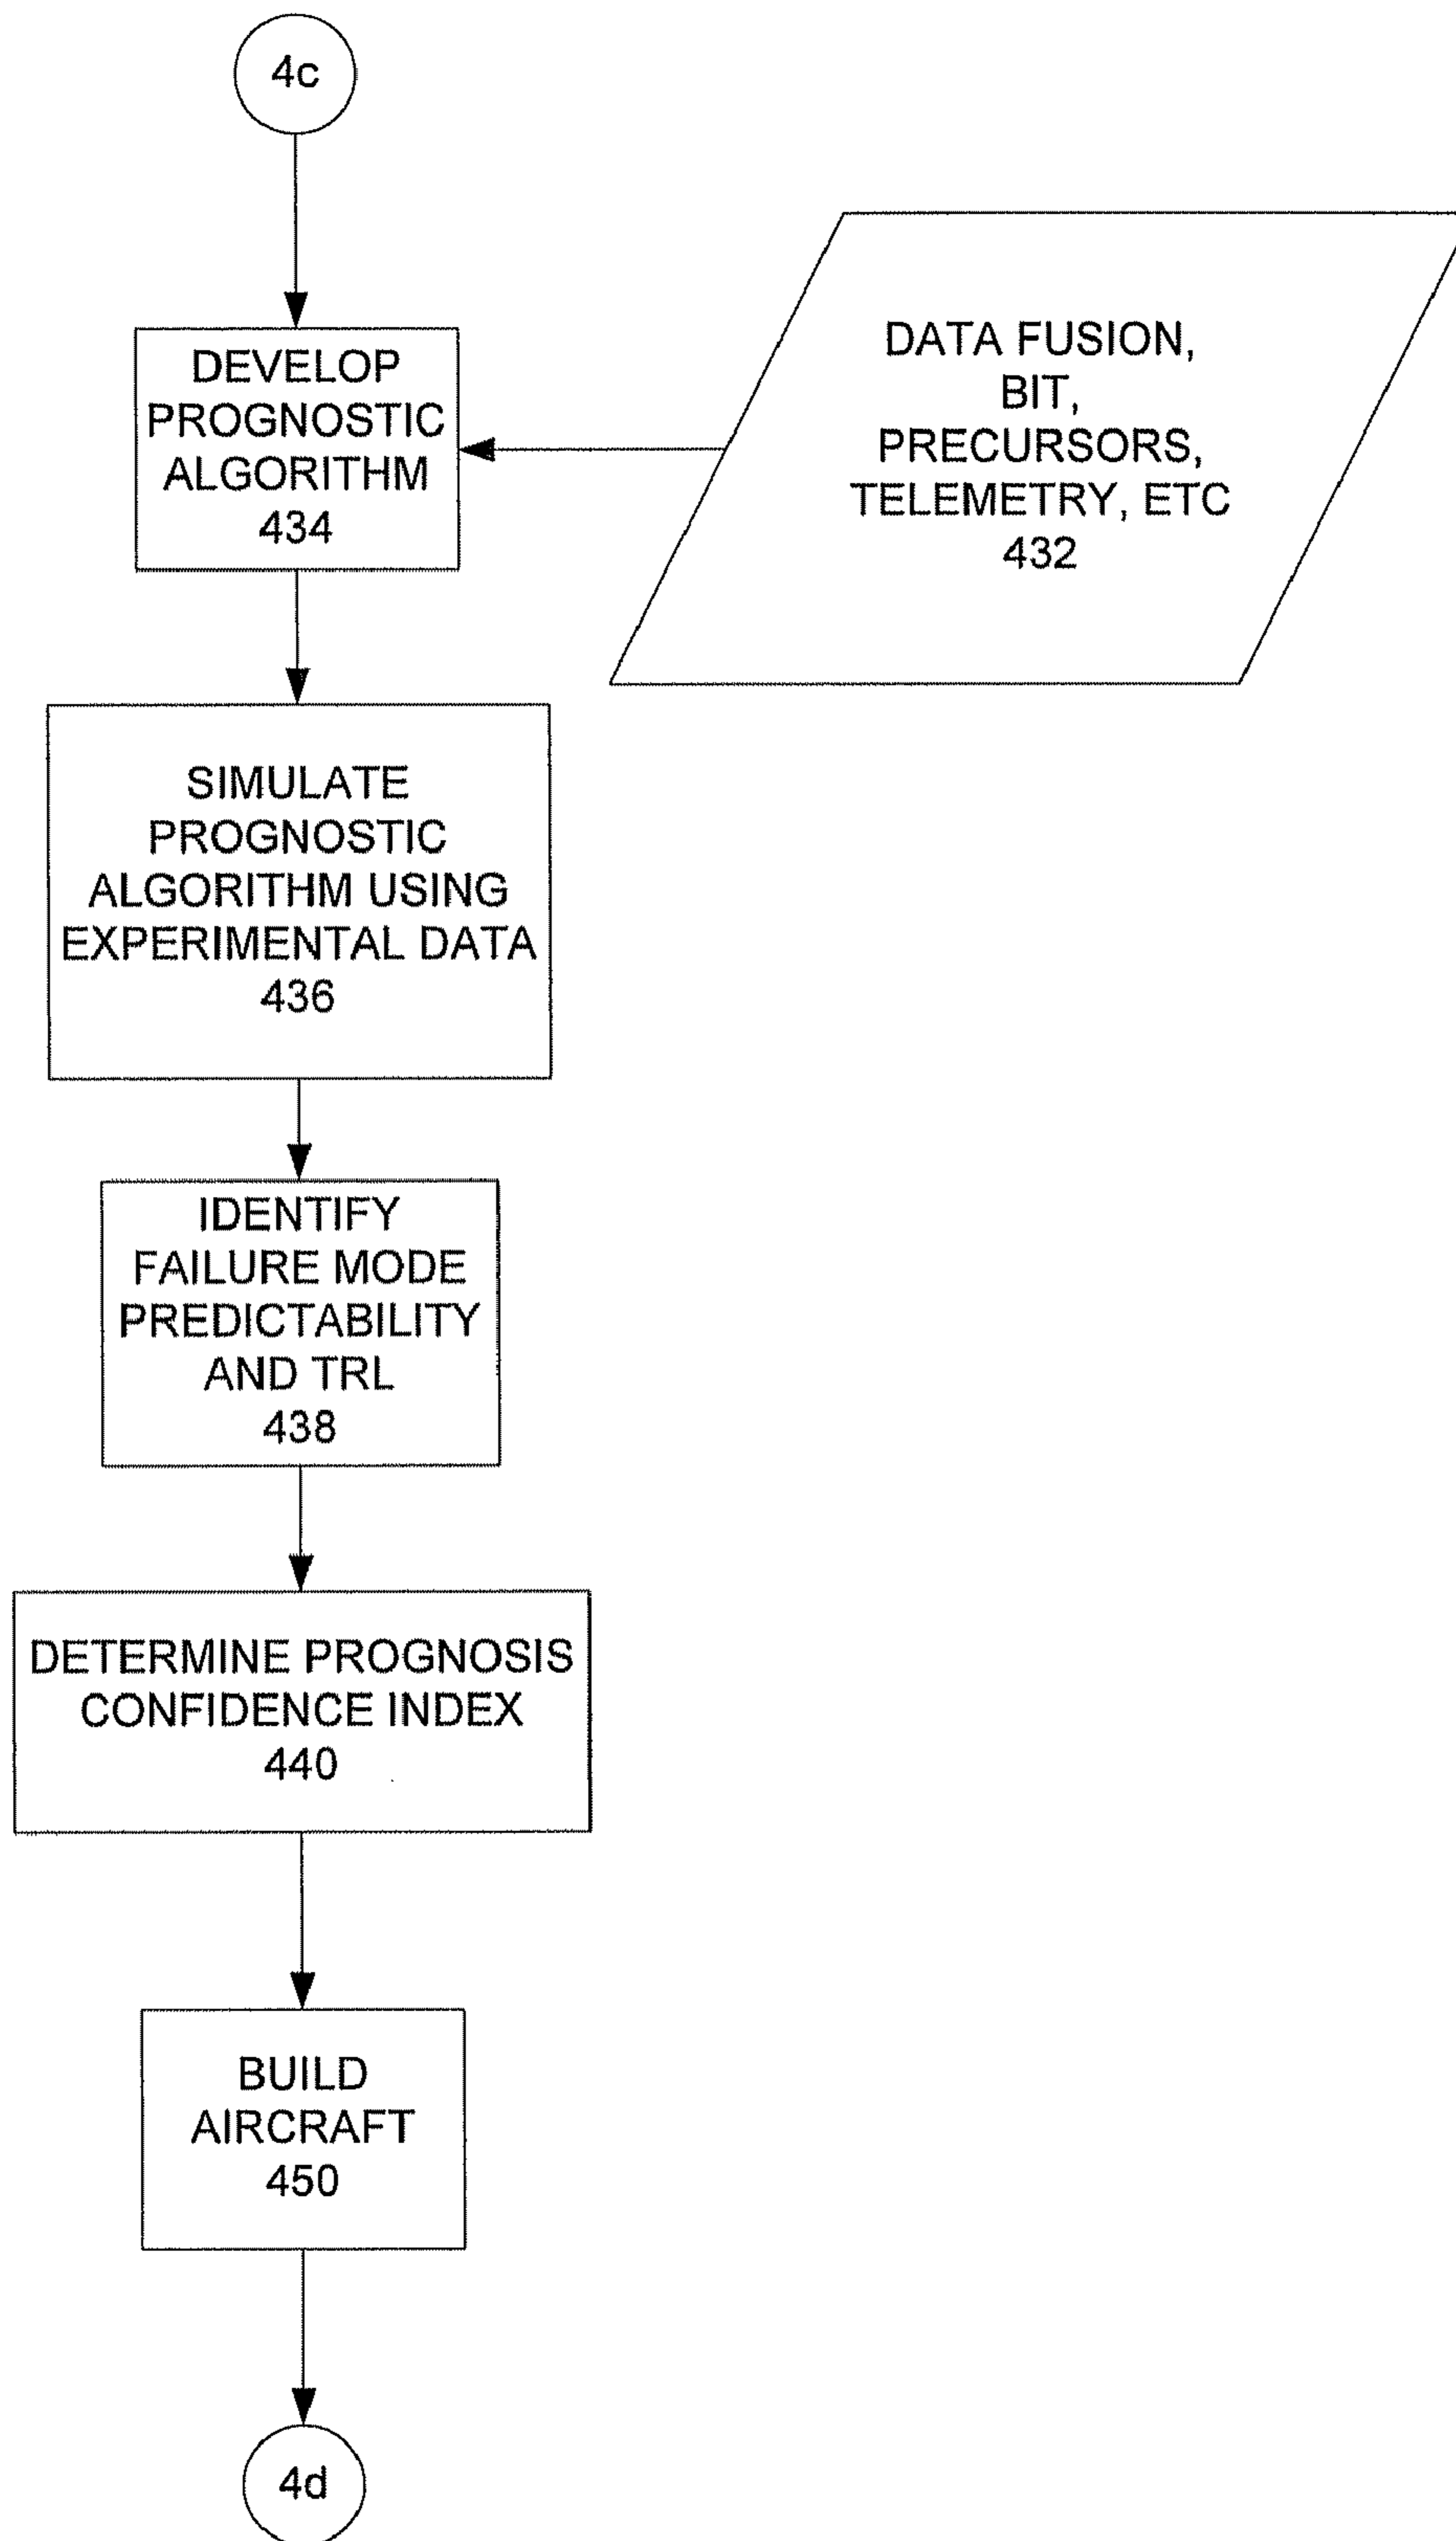 4c
DEVELOP
PROGNOSTIC
ALGORITHM
434
DATA FUSION,
BIT,
PRECURSORS,
TELEMETRY, ETC
432
SIMULATE
PROGNOSTIC
ALGORITHM USING
EXPERIMENTAL DATA
436
IDENTIFY
FAILURE MODE
PREDICTABILITY
AND TRL
438
DETERMINE PROGNOSIS
CONFIDENCE INDEX
440
BUILD
AIRCRAFT
450
4d